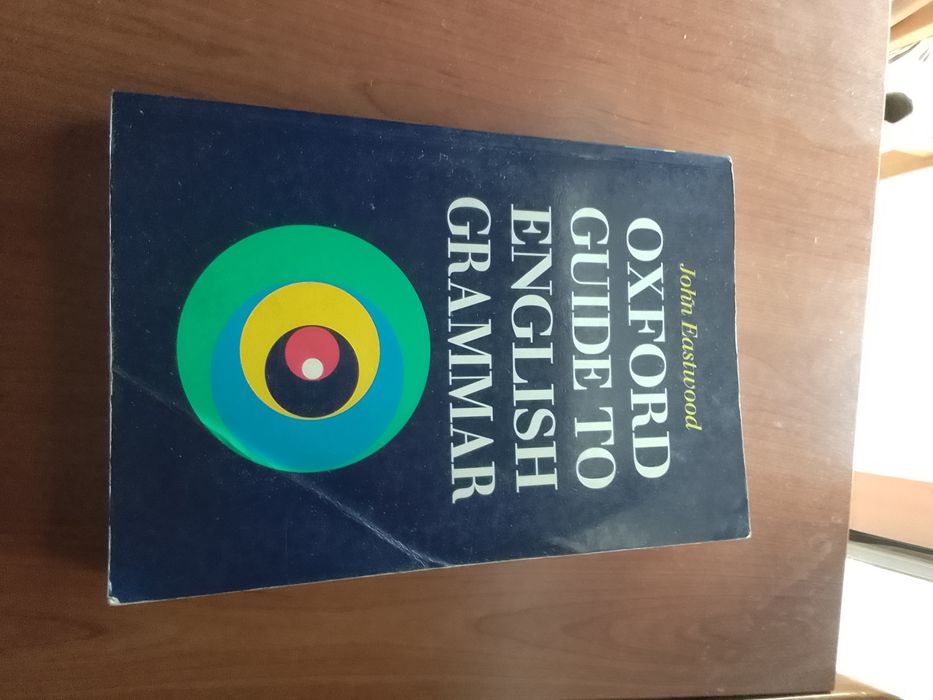 John Eastwood
OXFORD
GUIDE TO
ENGLISH
GRAMMAR